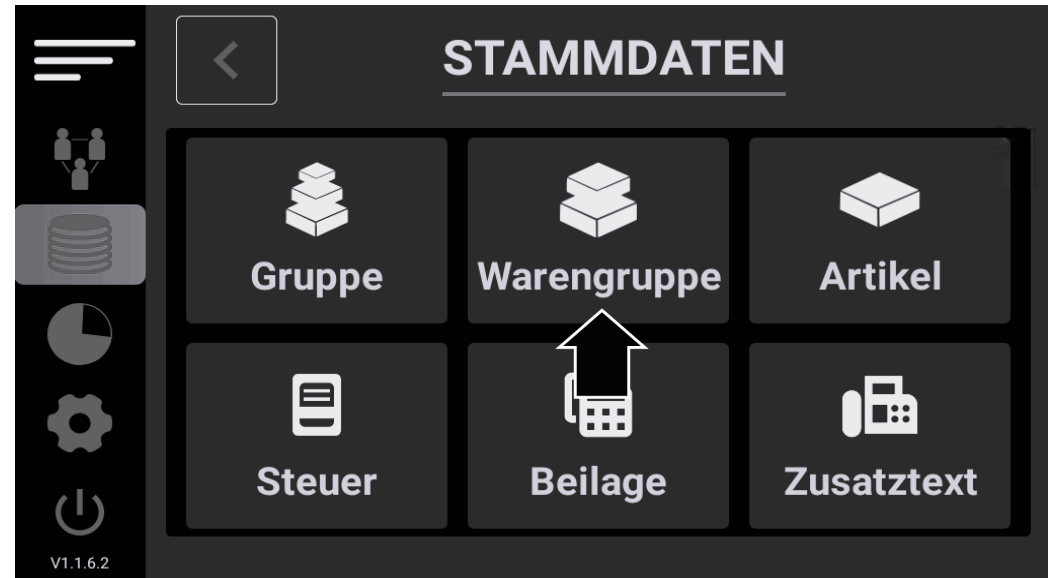 STAMMDATEN
Gruppe
Warengruppe
Artikel
Steuer
Beilage
Zusatztext
V1.1.6.2